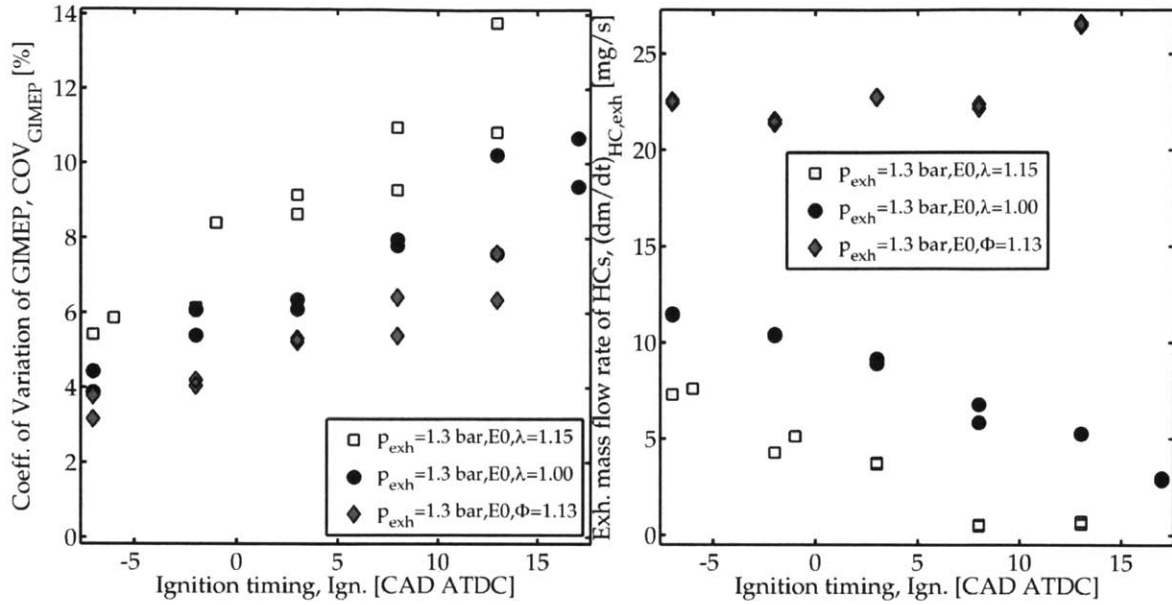 Coeff. of Variation of GIMEP, COV_GIMEP [%]
14
12
10
8
6
4
2
0
-5
0
5
10
15
Ignition timing, Ign. [CAD ATDC]
p_exh=1.3 bar,E0,λ=1.15
p_exh=1.3 bar,E0,λ=1.00
p_exh=1.3 bar,E0,Φ=1.13
Exh. mass flow rate of HCs, (dm/dt)_HC,exh [mg/s]
25
20
15
10
5
0
-5
0
5
10
15
Ignition timing, Ign. [CAD ATDC]
p_exh=1.3 bar,E0,λ=1.15
p_exh=1.3 bar,E0,λ=1.00
p_exh=1.3 bar,E0,Φ=1.13